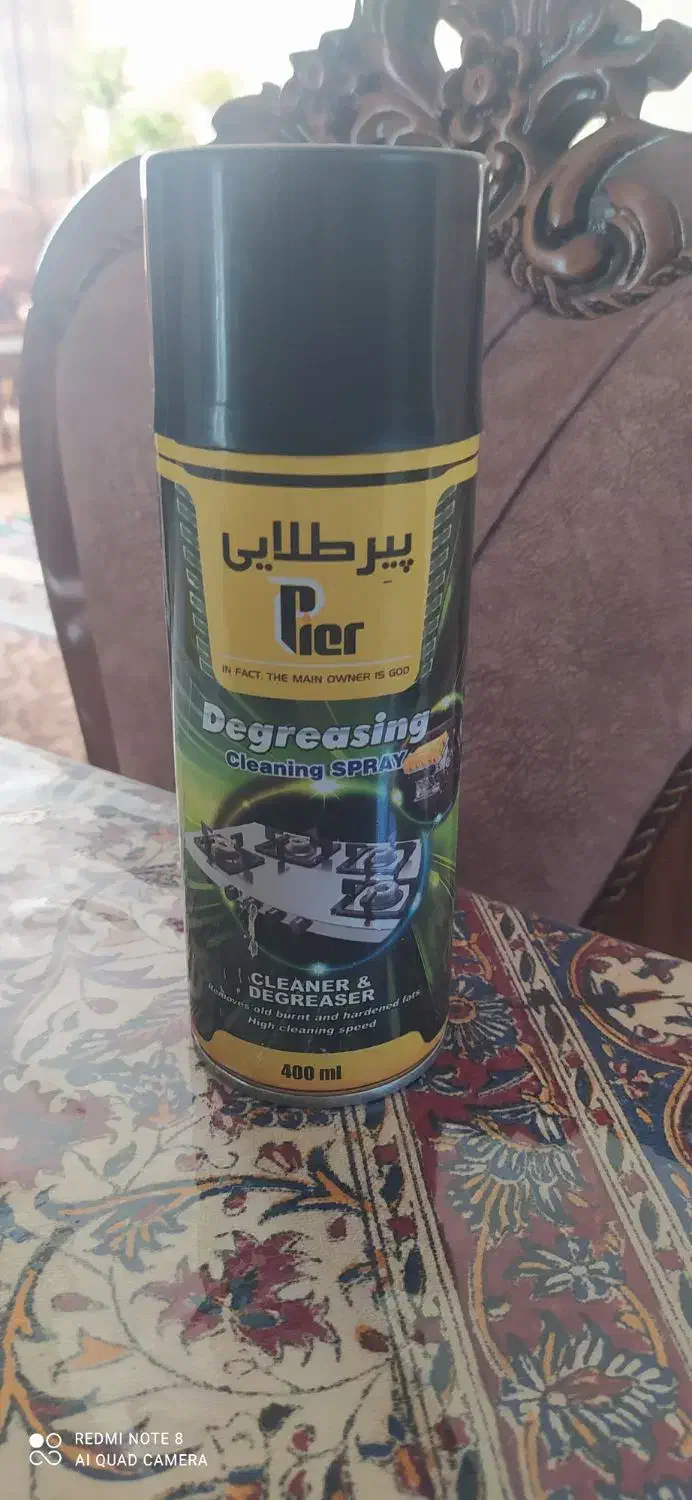 پیر طلایی
Pier
IN FACT, THE MAIN OWNER IS GOD
Degreasing
Cleaning SPRAY
CLEANER &
DEGREASER
Removes old burnt and hardened fats
High cleaning speed
400 ml
REDMI NOTE 8
AI QUAD CAMERA